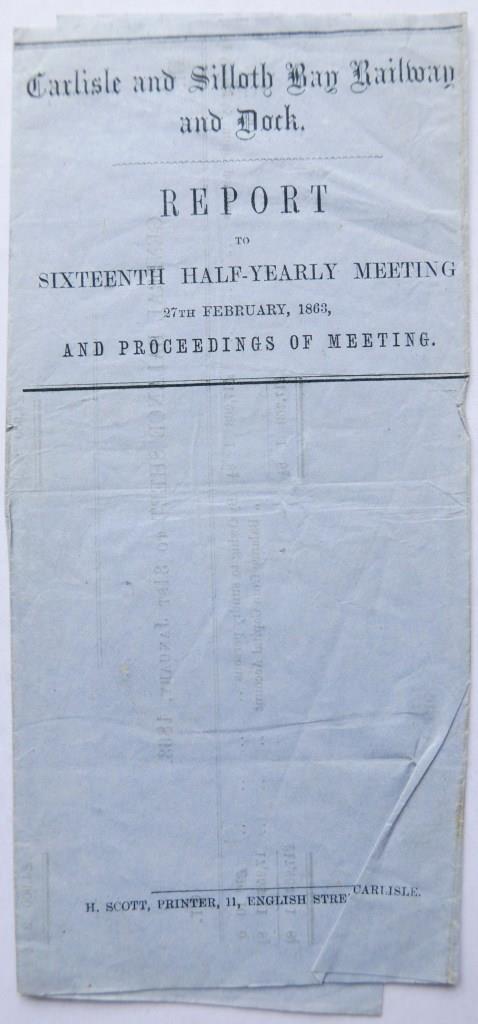 Carlisle and Silloth Bay Railway
and Dock.
REPORT
TO
SIXTEENTH HALF-YEARLY MEETING
27TH FEBRUARY, 1863,
AND PROCEEDINGS OF MEETING.
H. SCOTT, PRINTER, 11, ENGLISH STRE CARLISLE.